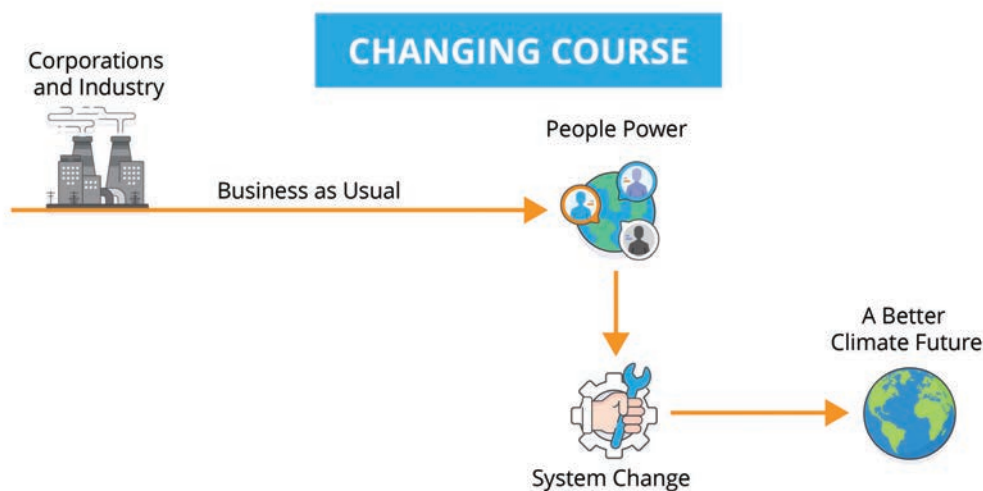 CHANGING COURSE
Corporations
and Industry
Business as Usual
People Power
System Change
A Better
Climate Future